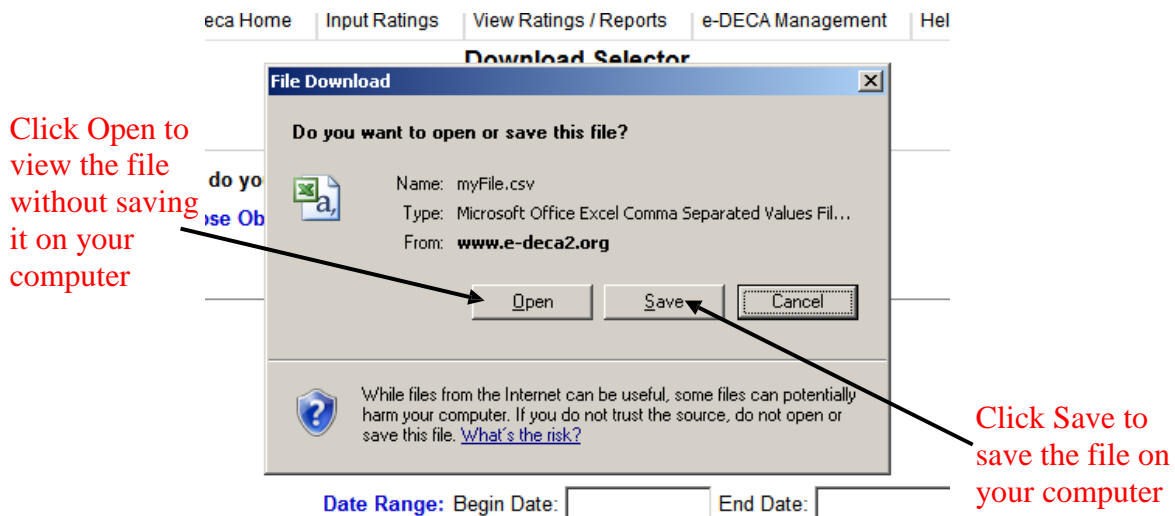 eca Home Input Ratings View Ratings / Reports e-DECA Management Hel
Download Selector
File Download
Do you want to open or save this file?
Click Open to
view the file
without saving
it on your
computer
do yo
ose Ob
Name: myFile.csv
Type: Microsoft Office Excel Comma Separated Values Fil...
From: www.e-deca2.org
Open Save Cancel
While files from the Internet can be useful, some files can potentially
harm your computer. If you do not trust the source, do not open or
save this file. What's the risk?
Click Save to
save the file on
your computer
Date Range: Begin Date: End Date: